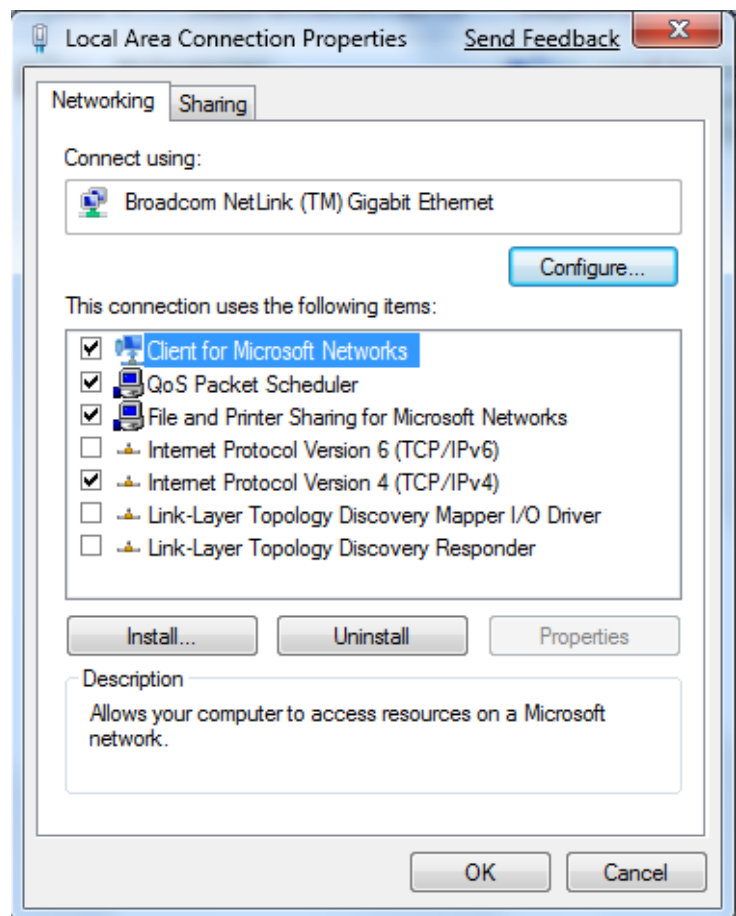 Local Area Connection Properties Send Feedback
Networking Sharing
Connect using:
Broadcom NetLink (TM) Gigabit Ethernet
Configure...
This connection uses the following items:
Client for Microsoft Networks
QoS Packet Scheduler
File and Printer Sharing for Microsoft Networks
Internet Protocol Version 6 (TCP/IPv6)
Internet Protocol Version 4 (TCP/IPv4)
Link-Layer Topology Discovery Mapper I/O Driver
Link-Layer Topology Discovery Responder
Install... Uninstall Properties
Description
Allows your computer to access resources on a Microsoft
network.
OK Cancel